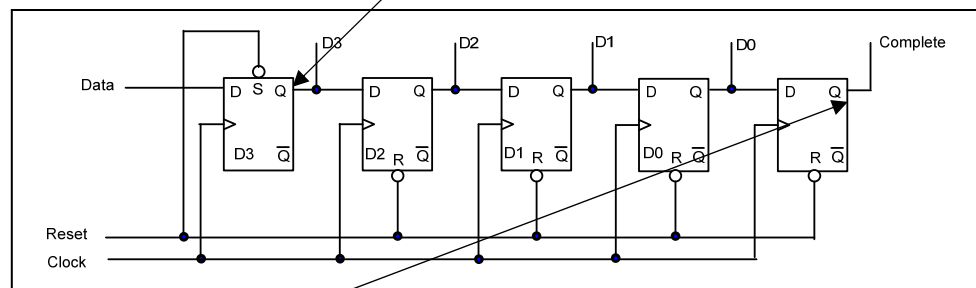 D3 D2 D1 D0 Complete
Data
D S Q D Q D Q D Q D Q
D3 Q̅ D2 R Q̅ D1 R Q̅ D0 R Q̅ R Q̅
Reset
Clock